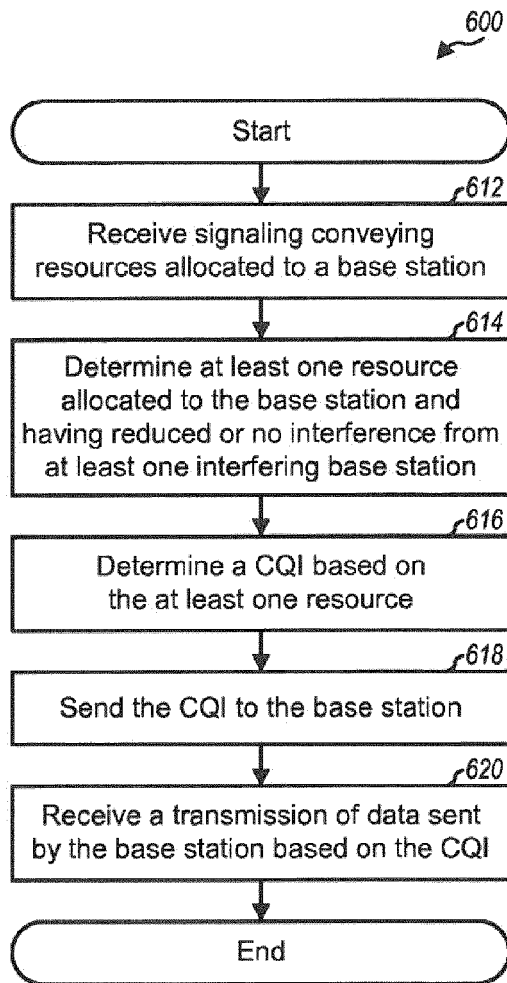 600
Start
612
Receive signaling conveying
resources allocated to a base station
614
Determine at least one resource
allocated to the base station and
having reduced or no interference from
at least one interfering base station
616
Determine a CQI based on
the at least one resource
618
Send the CQI to the base station
620
Receive a transmission of data sent
by the base station based on the CQI
End